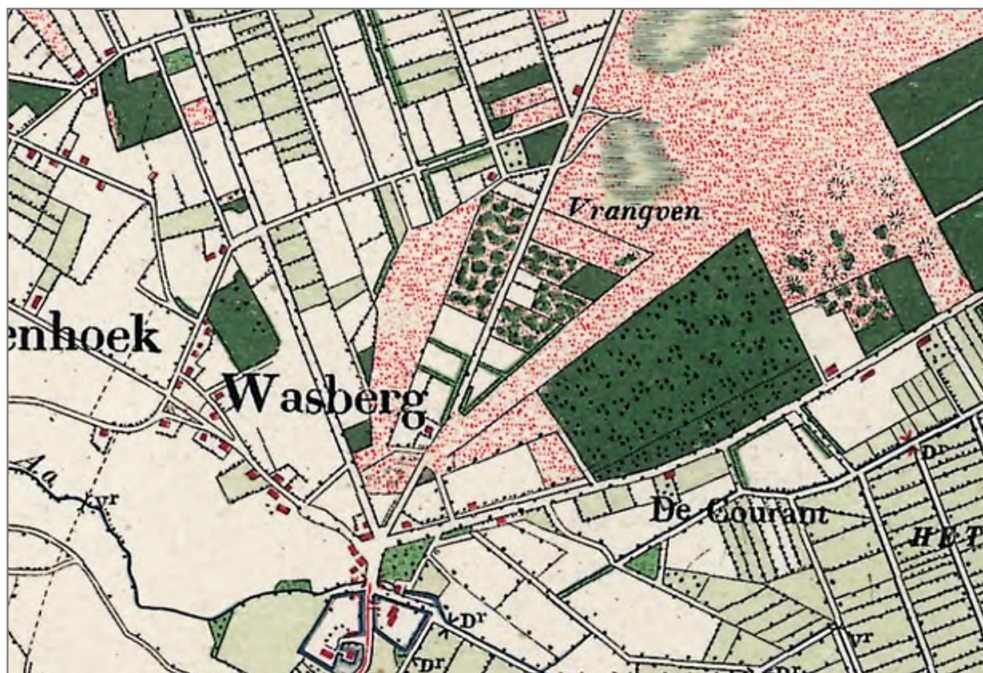 Vrangven
enhoek
Wasberg
Aa
Vr
Dr
De Courant
HET
Dr
Vr
Dr
Dr